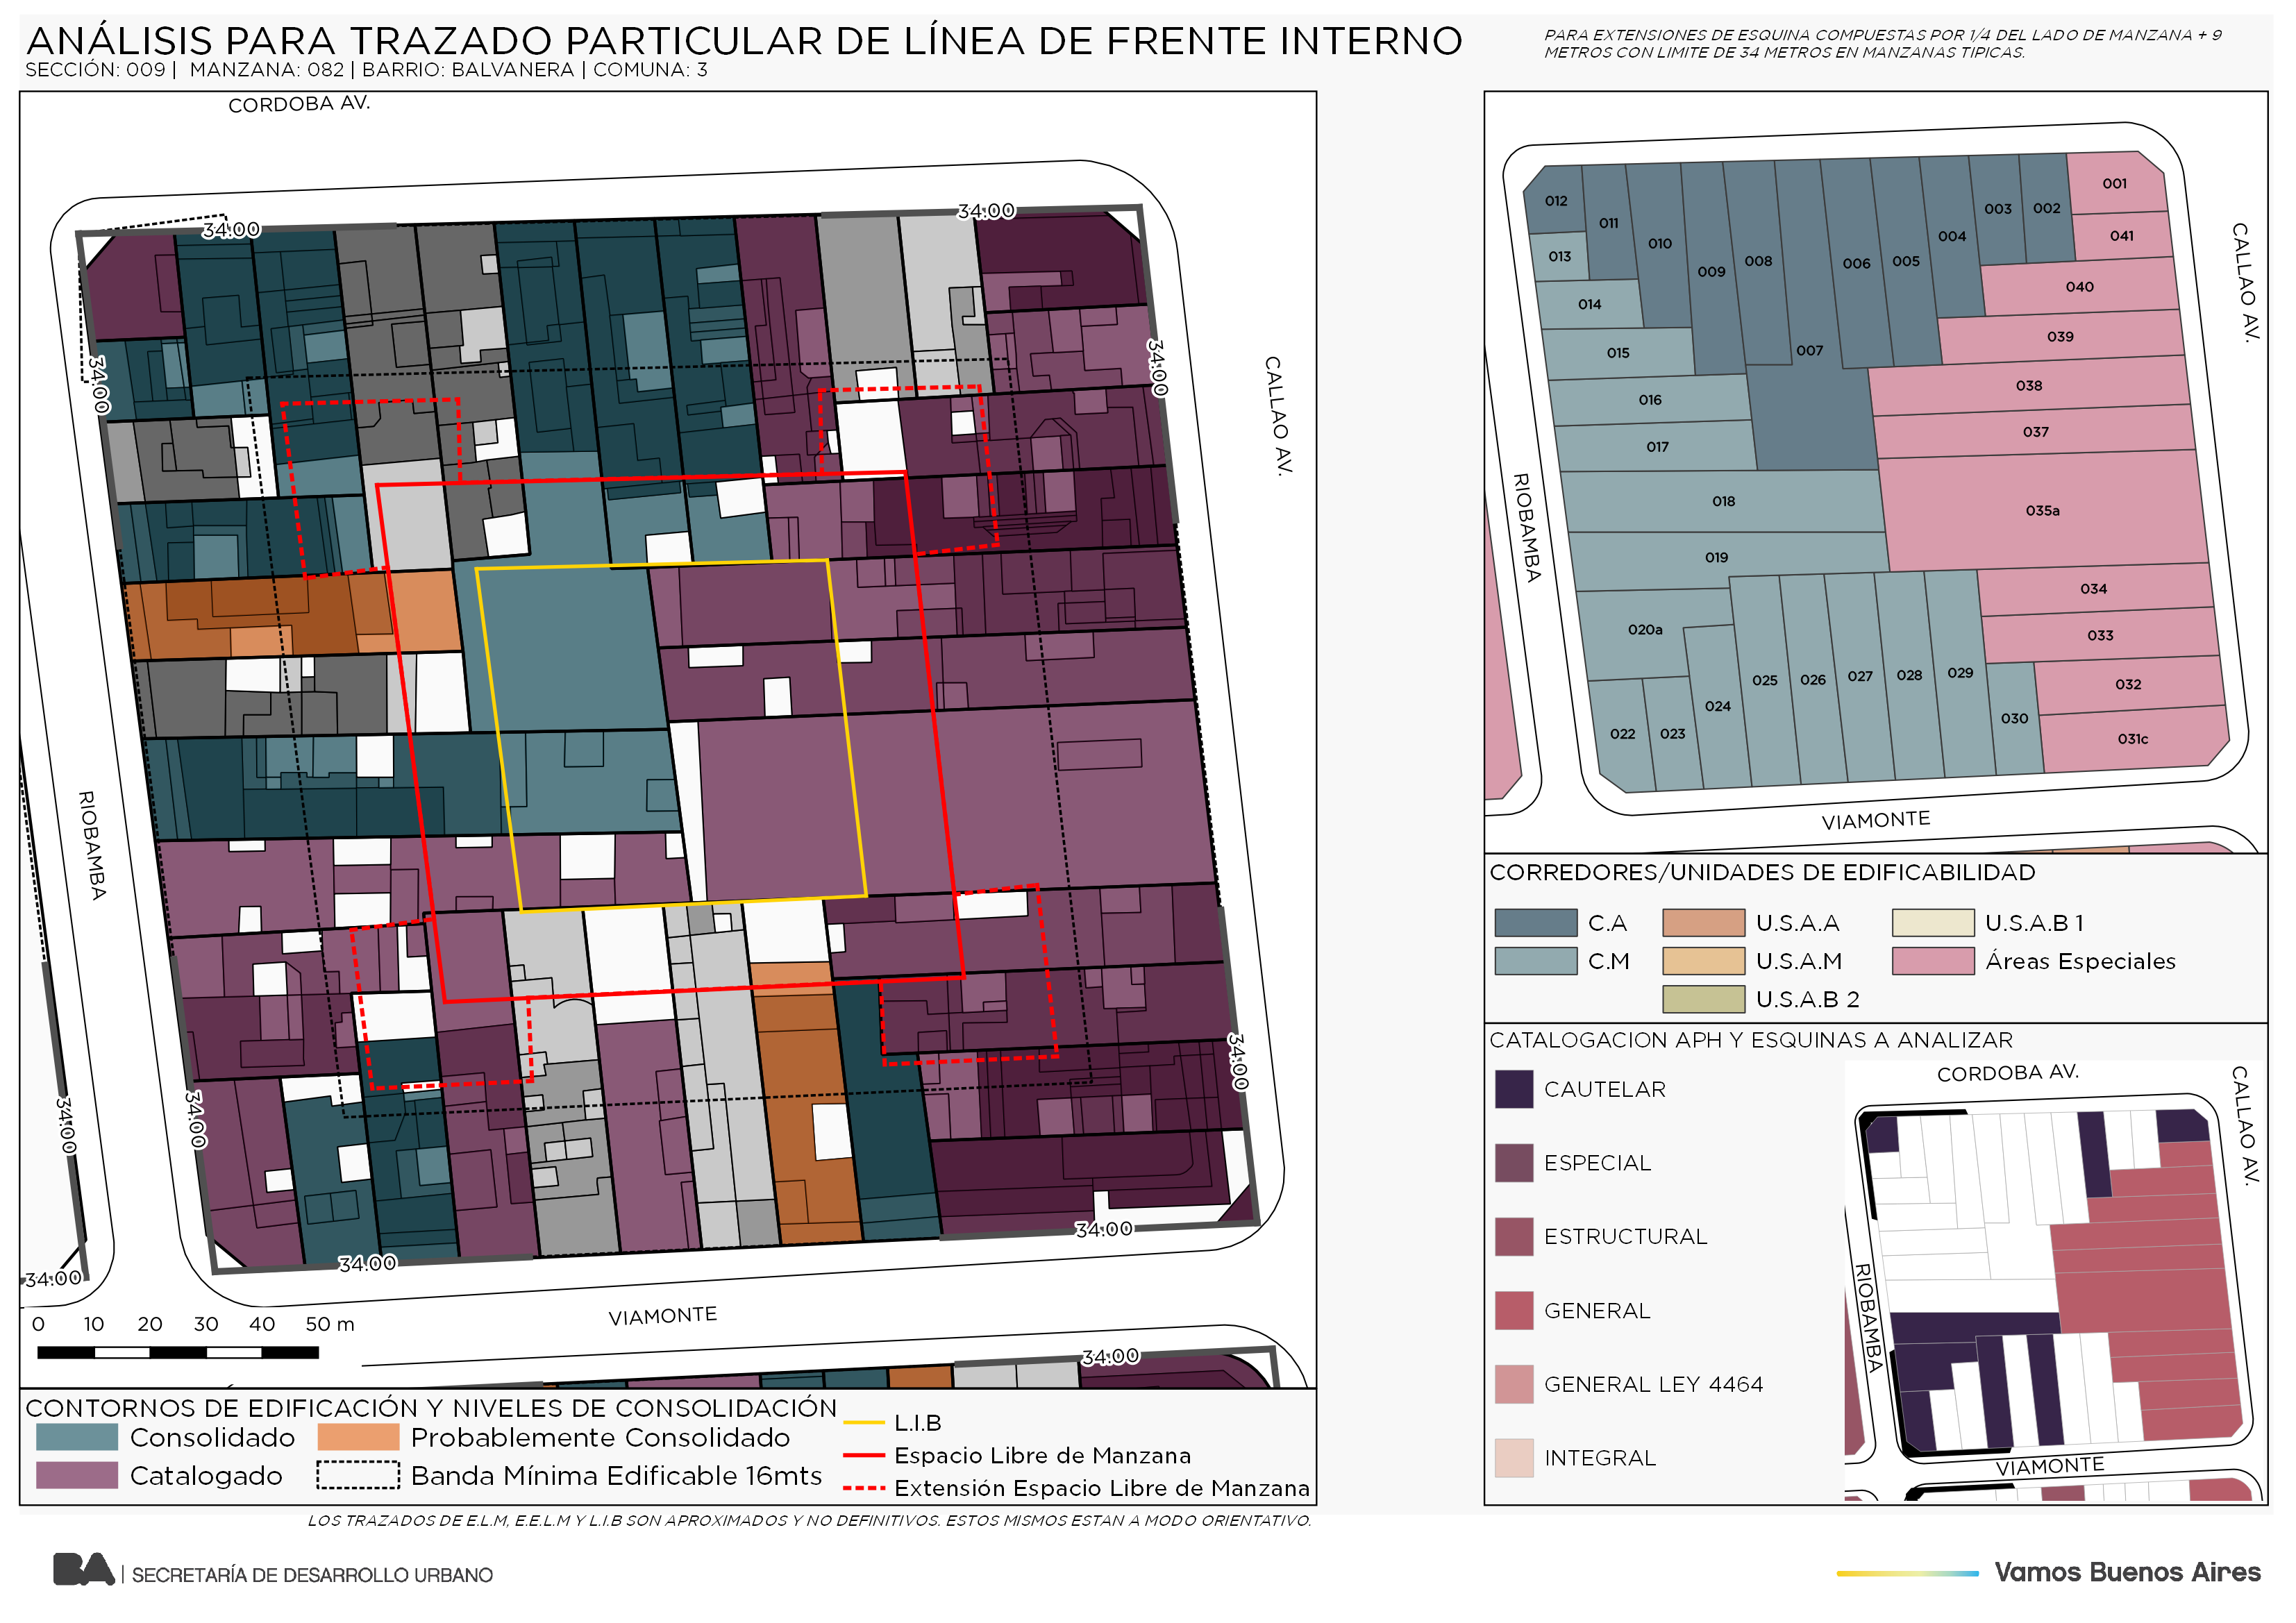 ANÁLISIS PARA TRAZADO PARTICULAR DE LÍNEA DE FRENTE INTERNO
SECCIÓN: 009 | MANZANA: 082 | BARRIO: BALVANERA | COMUNA: 3
PARA EXTENSIONES DE ESQUINA COMPUESTAS POR 1/4 DEL LADO DE MANZANA + 9
METROS CON LIMITE DE 34 METROS EN MANZANAS TIPICAS.
CORDOBA AV.
34.00
34.00
34.00
34.00
CALLAO AV.
RIOBAMBA
34.00
34.00
34.00
34.00
34.00
34.00
VIAMONTE
34.00
0 10 20 30 40 50 m
CONTORNOS DE EDIFICACIÓN Y NIVELES DE CONSOLIDACIÓN
Consolidado
Probablemente Consolidado
Catalogado
Banda Mínima Edificable 16mts
L.I.B
Espacio Libre de Manzana
Extensión Espacio Libre de Manzana
LOS TRAZADOS DE E.L.M, E.E.L.M Y L.I.B SON APROXIMADOS Y NO DEFINITIVOS. ESTOS MISMOS ESTAN A MODO ORIENTATIVO.
012
011
010
009
008
007
006
005
004
003
002
001
041
040
039
038
037
035a
034
033
032
031c
013
014
015
016
017
018
019
020a
022
023
024
025
026
027
028
029
030
CALLAO AV.
RIOBAMBA
VIAMONTE
CORREDORES/UNIDADES DE EDIFICABILIDAD
C.A
U.S.A.A
U.S.A.B 1
C.M
U.S.A.M
Áreas Especiales
U.S.A.B 2
CATALOGACION APH Y ESQUINAS A ANALIZAR
CAUTELAR
ESPECIAL
ESTRUCTURAL
GENERAL
GENERAL LEY 4464
INTEGRAL
CORDOBA AV.
CALLAO AV.
RIOBAMBA
VIAMONTE
BA | SECRETARÍA DE DESARROLLO URBANO
Vamos Buenos Aires